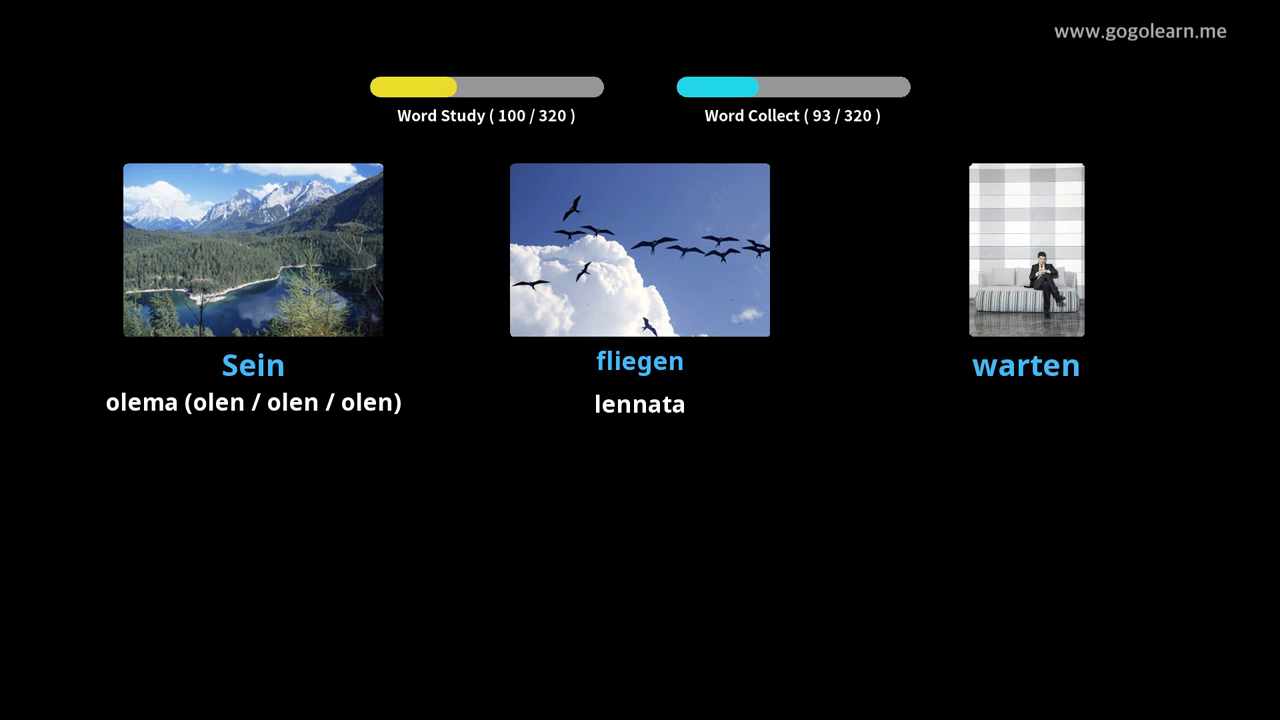 www.gogolearn.me
Word Study ( 100 / 320 )
Word Collect ( 93 / 320 )
Sein
fliegen
warten
olema (olen / olen / olen)
lennata